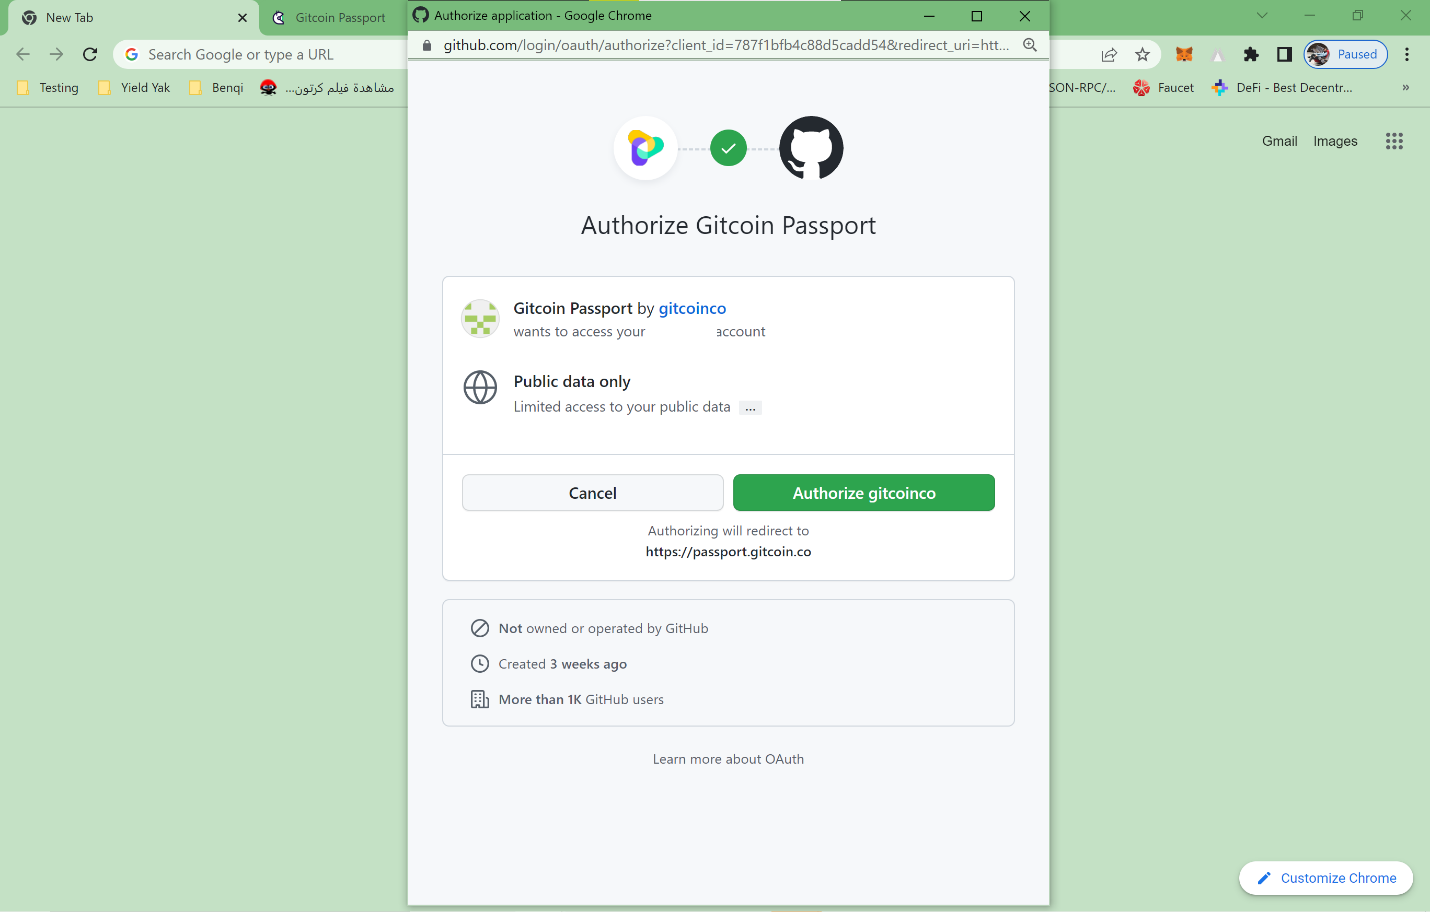 New Tab
Gitcoin Passport
Authorize application - Google Chrome
Search Google or type a URL
github.com/login/oauth/authorize?client_id=787f1bfb4c88d5cadd54&redirect_uri=htt...
Paused
Testing
Yield Yak
Benqi
مشاهدة فيلم كرتون...
SON-RPC/...
Faucet
DeFi - Best Decentr...
»
Gmail
Images
Authorize Gitcoin Passport
Gitcoin Passport by gitcoinco
wants to access your account
Public data only
Limited access to your public data ...
Cancel
Authorize gitcoinco
Authorizing will redirect to
https://passport.gitcoin.co
Not owned or operated by GitHub
Created 3 weeks ago
More than 1K GitHub users
Learn more about OAuth
Customize Chrome